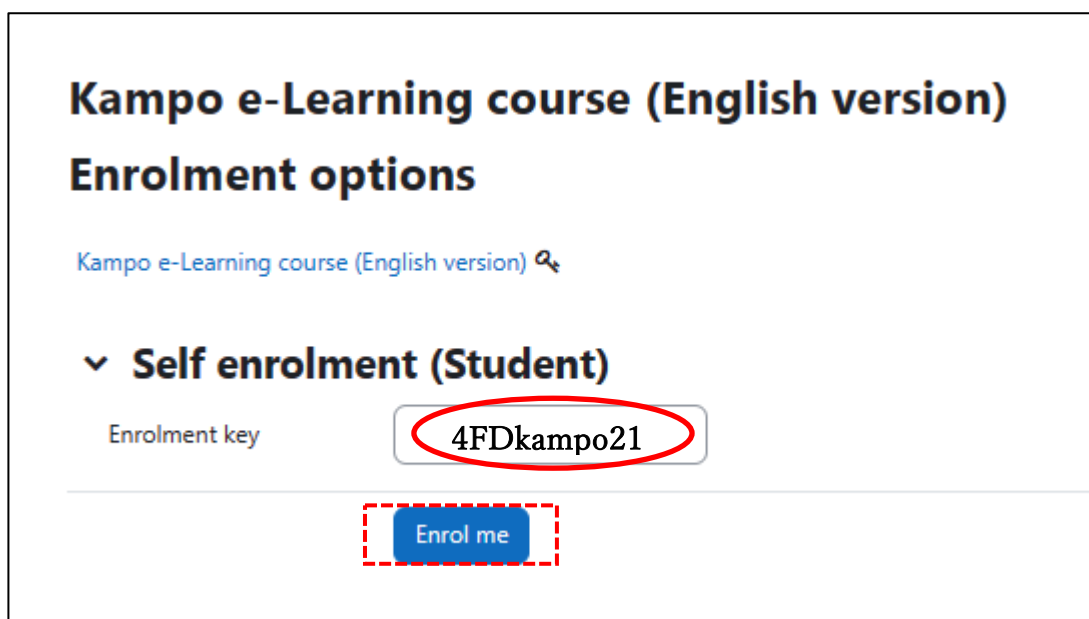 Kampo e-Learning course (English version)
Enrolment options
Kampo e-Learning course (English version)
Self enrolment (Student)
Enrolment key 4FDkampo21
Enrol me